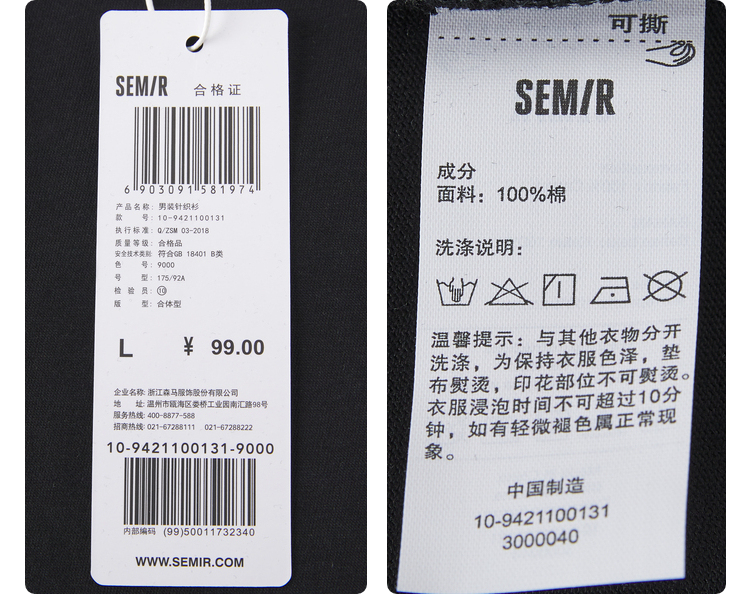 SEMIR 合格证
6 903091 581974
产品名称: 男装针织衫
款 号: 10-9421100131
执行标准: Q/ZSM 03-2018
质量等级: 合格品
安全技术类别: 符合GB 18401 B类
色 号: 9000
号 型: 175/92A
检 验 员: ⑩
版 型: 合体型
L ¥ 99.00
企业名称: 浙江森马服饰股份有限公司
地 址: 温州市瓯海区娄桥工业园南汇路98号
服务热线: 400-8877-588
招商热线: 021-67288111 021-67288222
10-9421100131-9000
内部编码 (99)50011732340
WWW.SEMIR.COM
可撕
SEMIR
成分
面料: 100%棉
洗涤说明:
温馨提示: 与其他衣物分开
洗涤，为保持衣服色泽，垫
布熨烫，印花部位不可熨烫。
衣服浸泡时间不可超过10分
钟，如有轻微褪色属正常现
象。
中国制造
10-9421100131
3000040